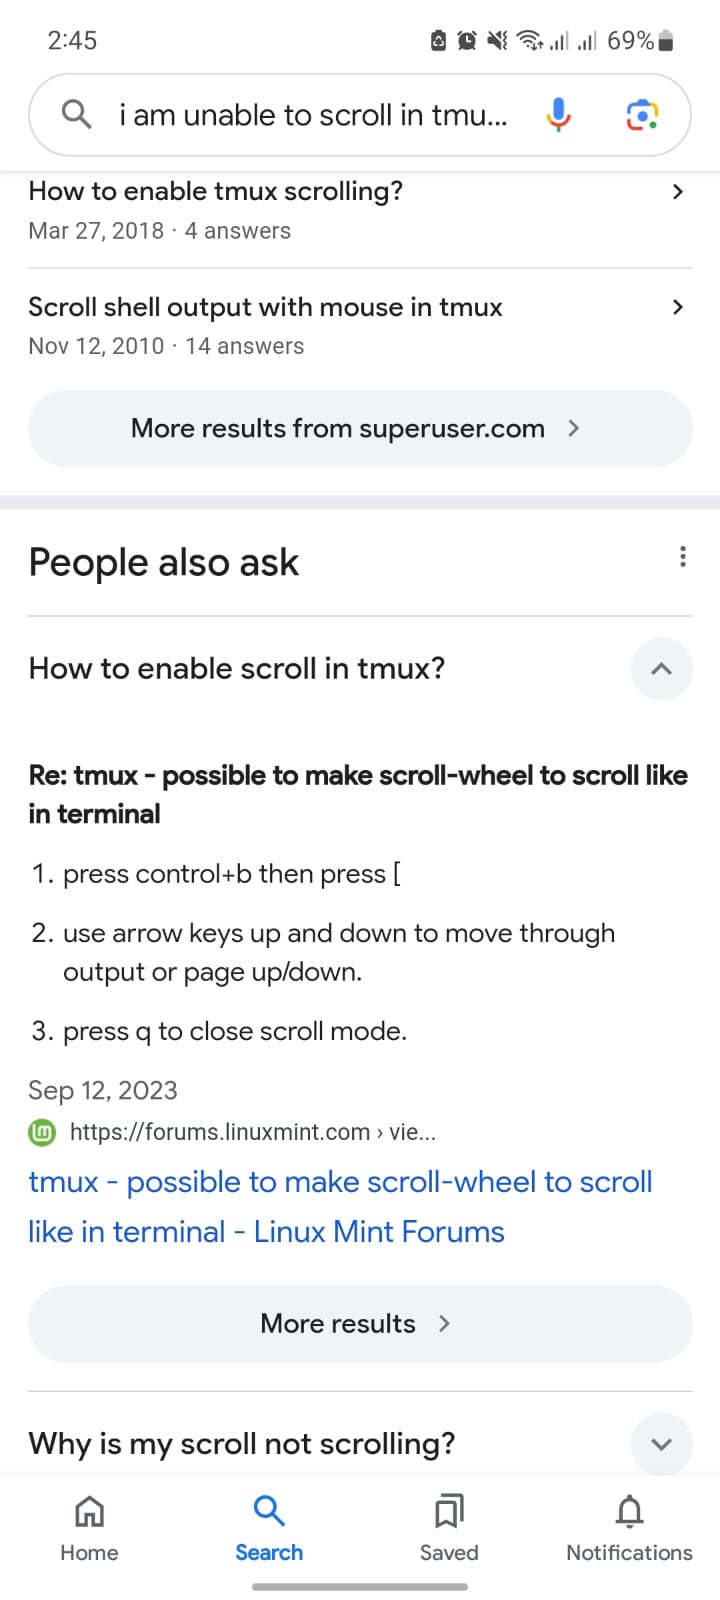 2:45
69%
i am unable to scroll in tmu...
How to enable tmux scrolling?
Mar 27, 2018 · 4 answers
Scroll shell output with mouse in tmux
Nov 12, 2010 · 14 answers
More results from superuser.com
People also ask
How to enable scroll in tmux?
Re: tmux - possible to make scroll-wheel to scroll like
in terminal
1. press control+b then press [
2. use arrow keys up and down to move through
output or page up/down.
3. press q to close scroll mode.
Sep 12, 2023
lm
https://forums.linuxmint.com › vie...
tmux - possible to make scroll-wheel to scroll
like in terminal - Linux Mint Forums
More results
Why is my scroll not scrolling?
Home
Search
Saved
Notifications